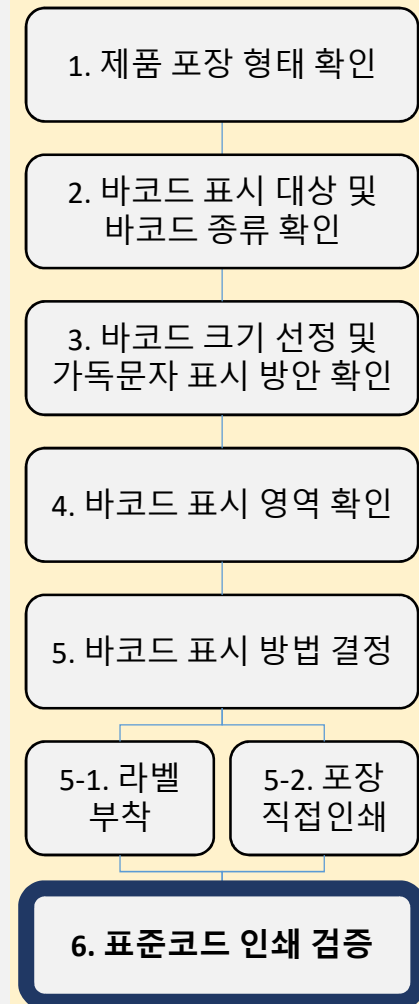 1. 제품 포장 형태 확인
2. 바코드 표시 대상 및
바코드 종류 확인
3. 바코드 크기 선정 및
가독문자 표시 방안 확인
4. 바코드 표시 영역 확인
5. 바코드 표시 방법 결정
5-1. 라벨
부착
5-2. 포장
직접인쇄
6. 표준코드 인쇄 검증